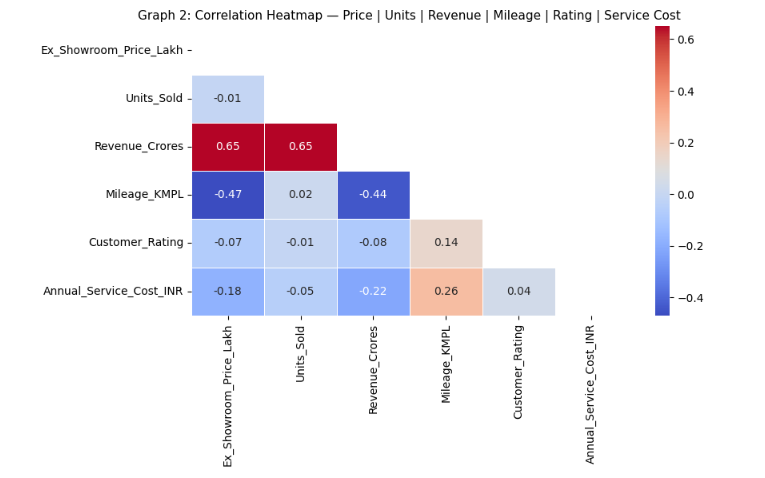 Graph 2: Correlation Heatmap — Price | Units | Revenue | Mileage | Rating | Service Cost
Ex_Showroom_Price_Lakh
Units_Sold -0.01
Revenue_Crores 0.65 0.65
Mileage_KMPL -0.47 0.02 -0.44
Customer_Rating -0.07 -0.01 -0.08 0.14
Annual_Service_Cost_INR -0.18 -0.05 -0.22 0.26 0.04
Ex_Showroom_Price_Lakh
Units_Sold
Revenue_Crores
Mileage_KMPL
Customer_Rating
Annual_Service_Cost_INR
0.6
0.4
0.2
0.0
−0.2
−0.4